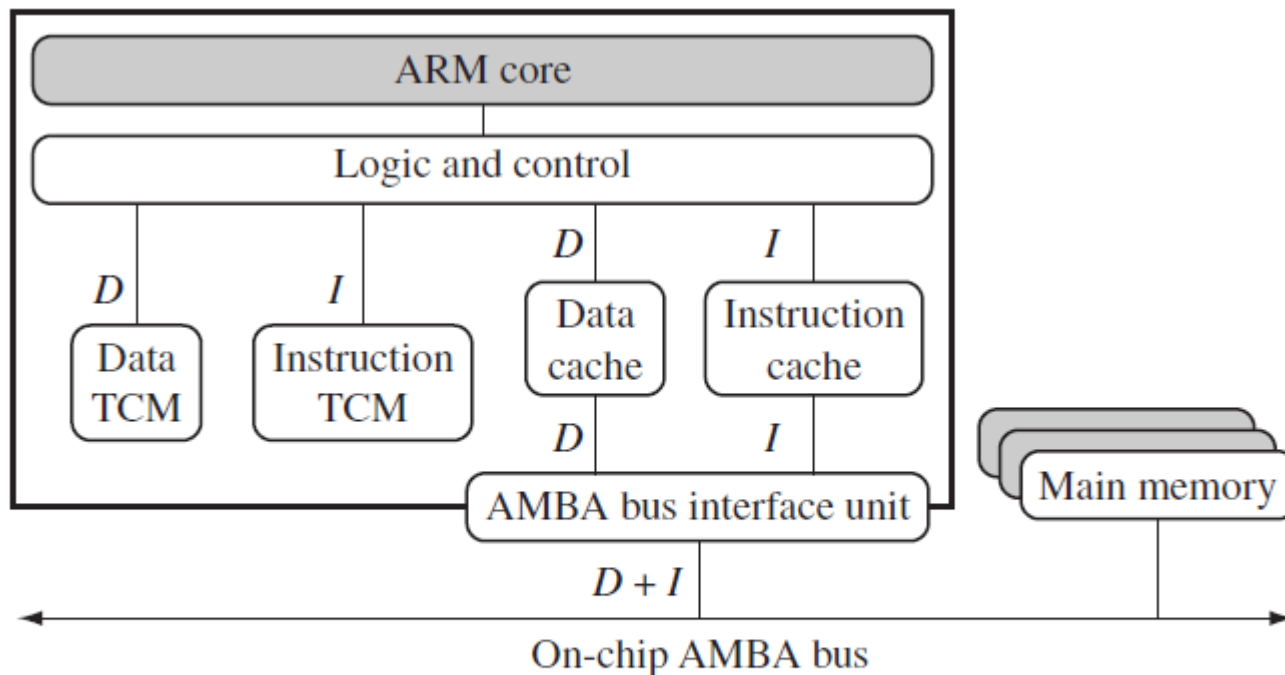 ARM core
Logic and control
D
I
D
I
Data
TCM
Instruction
TCM
Data
cache
Instruction
cache
D
I
AMBA bus interface unit
Main memory
D + I
On-chip AMBA bus